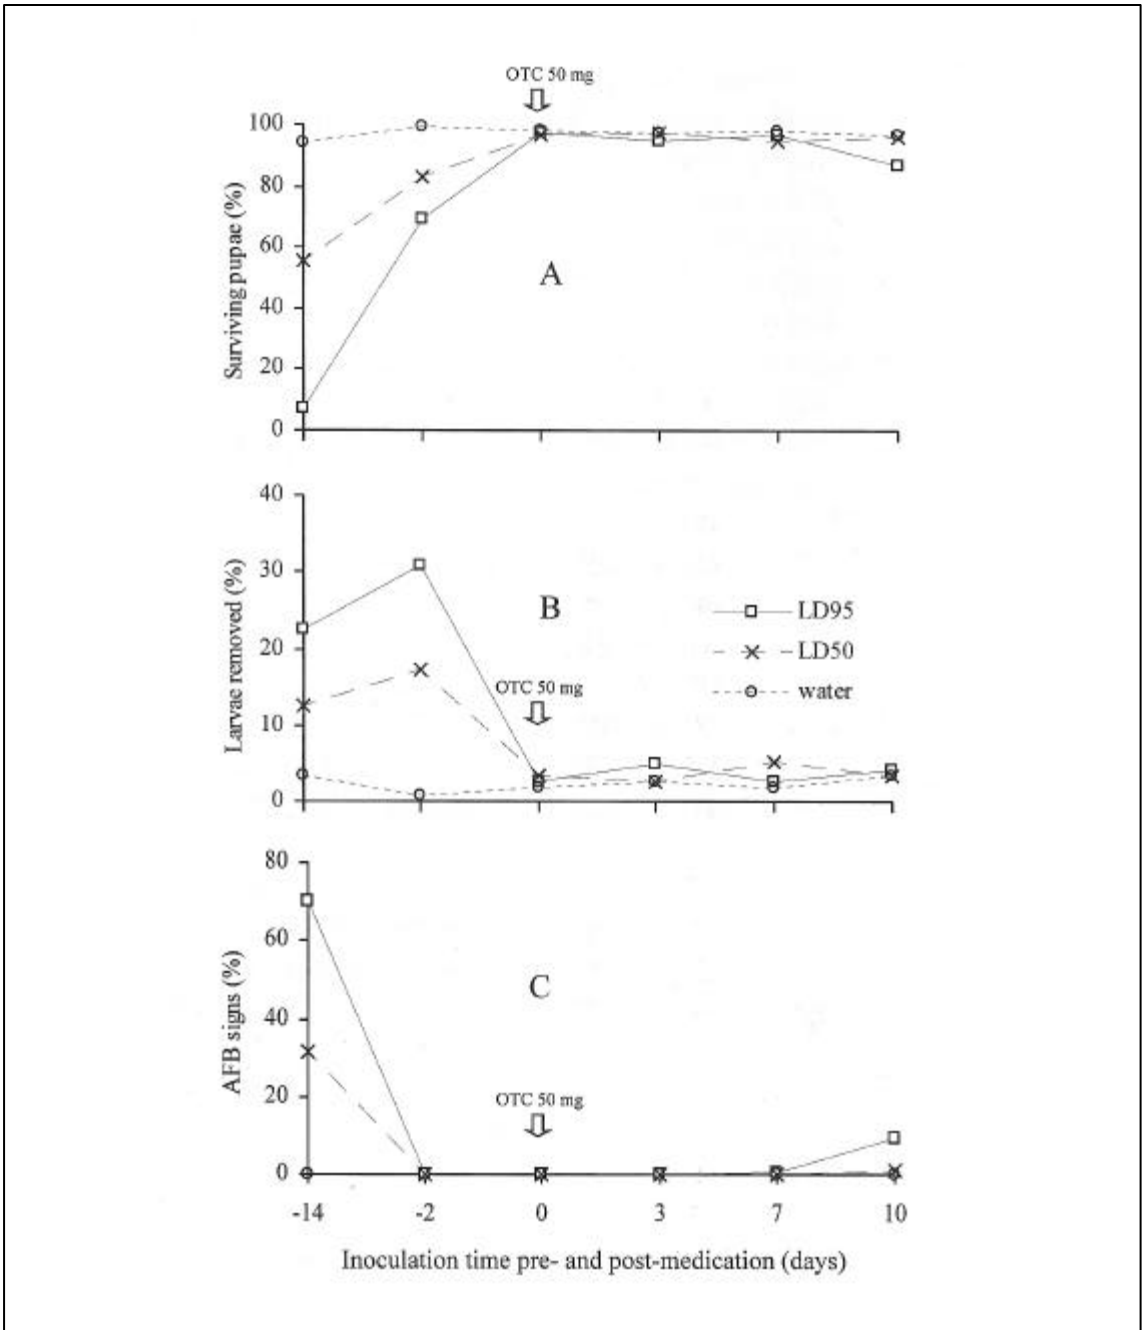 OTC 50 mg
100
80
60
40
20
0
Surviving pupae (%)
A
40
30
20
10
0
Larvae removed (%)
B
LD95
LD50
water
OTC 50 mg
80
60
40
20
0
AFB signs (%)
C
OTC 50 mg
-14 -2 0 3 7 10
Inoculation time pre- and post-medication (days)